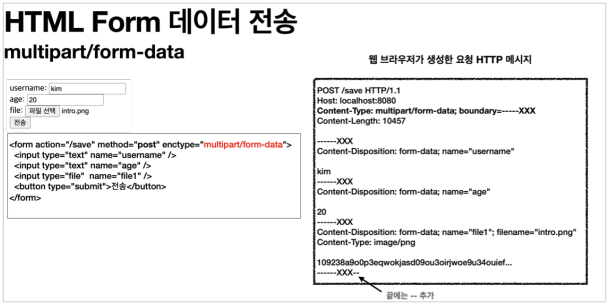 HTML Form 데이터 전송
multipart/form-data
username: kim
age: 20
file: 파일 선택 intro.png
전송
<form action="/save" method="post" enctype="multipart/form-data">
<input type="text" name="username" />
<input type="text" name="age" />
<input type="file" name="file1" />
<button type="submit">전송</button>
</form>
웹 브라우저가 생성한 요청 HTTP 메시지
POST /save HTTP/1.1
Host: localhost:8080
Content-Type: multipart/form-data; boundary=-----XXX
Content-Length: 10457
------XXX
Content-Disposition: form-data; name="username"
kim
------XXX
Content-Disposition: form-data; name="age"
20
------XXX
Content-Disposition: form-data; name="file1"; filename="intro.png"
Content-Type: image/png
109238a9o0p3eqwokjasd09ou3oirjwoe9u34ouief...
------XXX--
끝에는 -- 추가